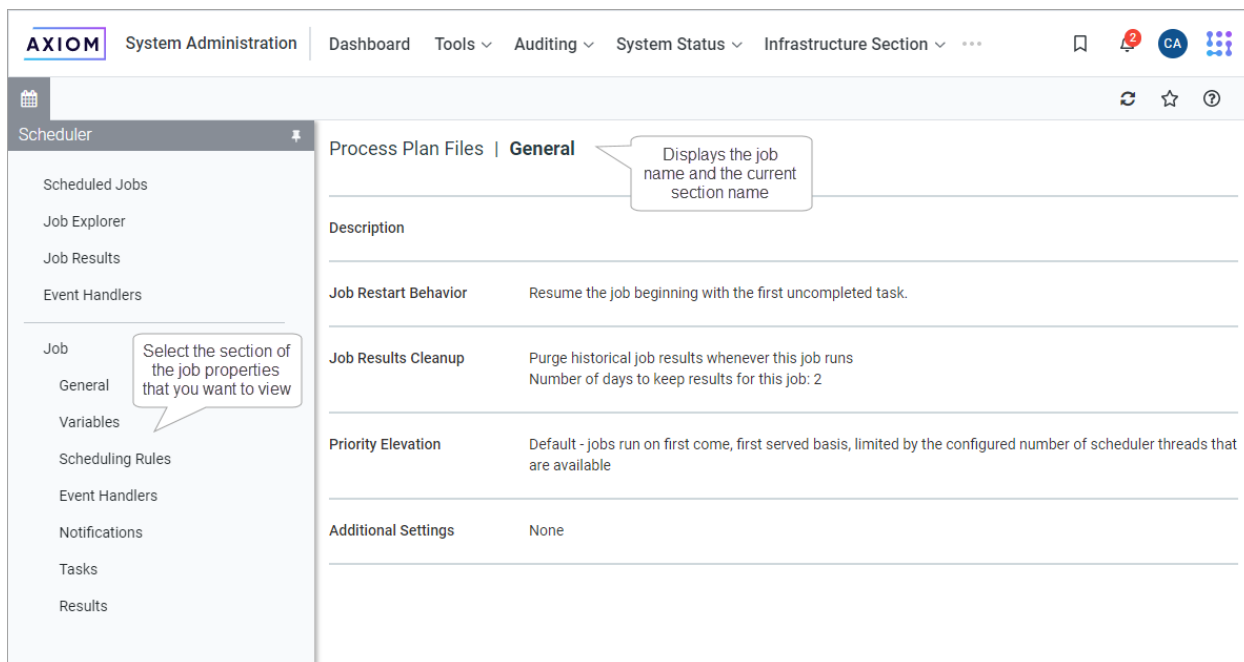 AXIOM System Administration Dashboard Tools Auditing System Status Infrastructure Section 2 CA
Scheduler
Scheduled Jobs
Job Explorer
Job Results
Event Handlers
Job
General
Variables
Scheduling Rules
Event Handlers
Notifications
Tasks
Results
Select the section of
the job properties
that you want to view
Process Plan Files | General
Displays the job
name and the current
section name
Description
Job Restart Behavior Resume the job beginning with the first uncompleted task.
Job Results Cleanup Purge historical job results whenever this job runs
Number of days to keep results for this job: 2
Priority Elevation Default - jobs run on first come, first served basis, limited by the configured number of scheduler threads that
are available
Additional Settings None